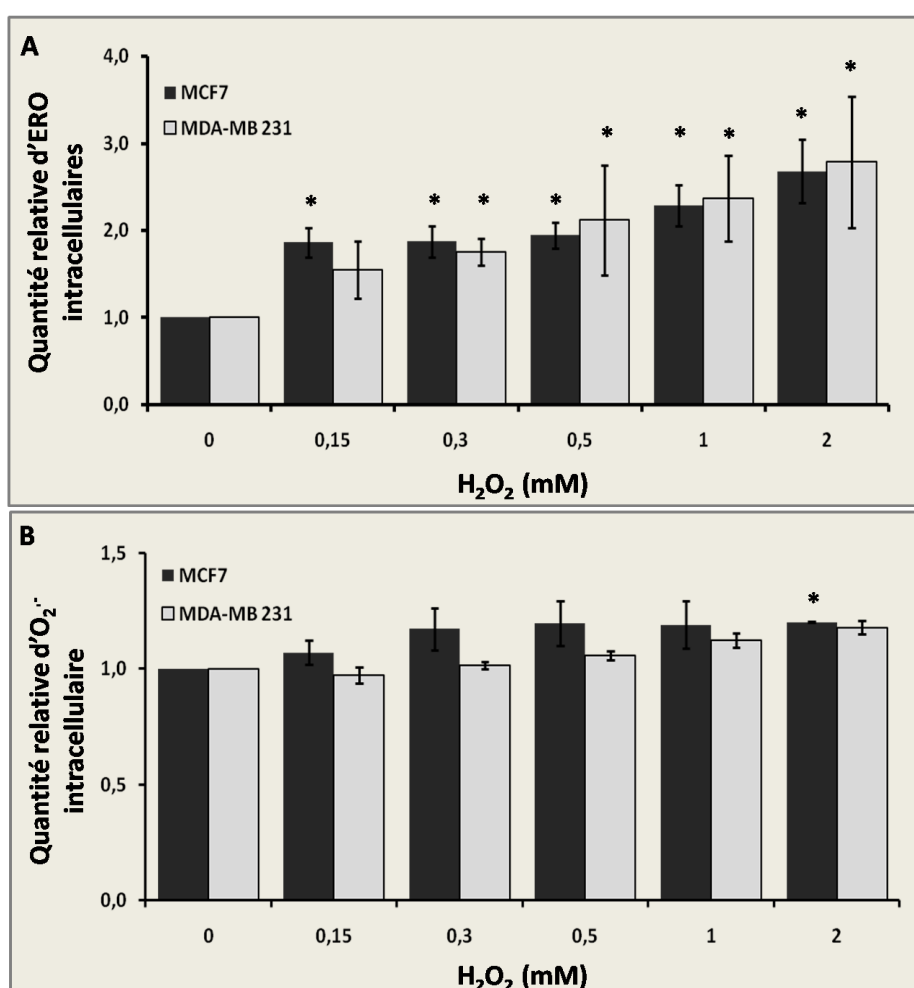 A
4,0
3,0
2,0
1,0
0,0
Quantité relative d'ERO
intracellulaires
MCF7
MDA-MB 231
*
* *
* *
* *
* *
0 0,15 0,3 0,5 1 2
H₂O₂ (mM)
B
1,5
1,0
0,5
0,0
Quantité relative d'O₂·-
intracellulaire
MCF7
MDA-MB 231
*
0 0,15 0,3 0,5 1 2
H₂O₂ (mM)